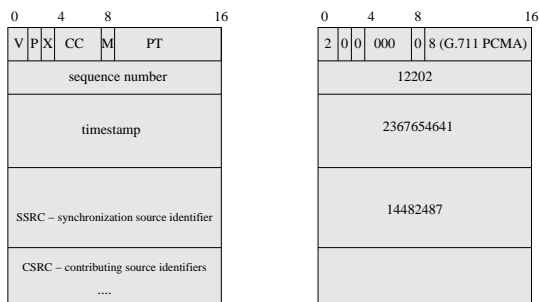 0 4 8 16
V P X CC M PT
sequence number
timestamp
SSRC – synchronization source identifier
CSRC – contributing source identifiers
....
0 4 8 16
2 0 0 000 0 8 (G.711 PCMA)
12202
2367654641
14482487